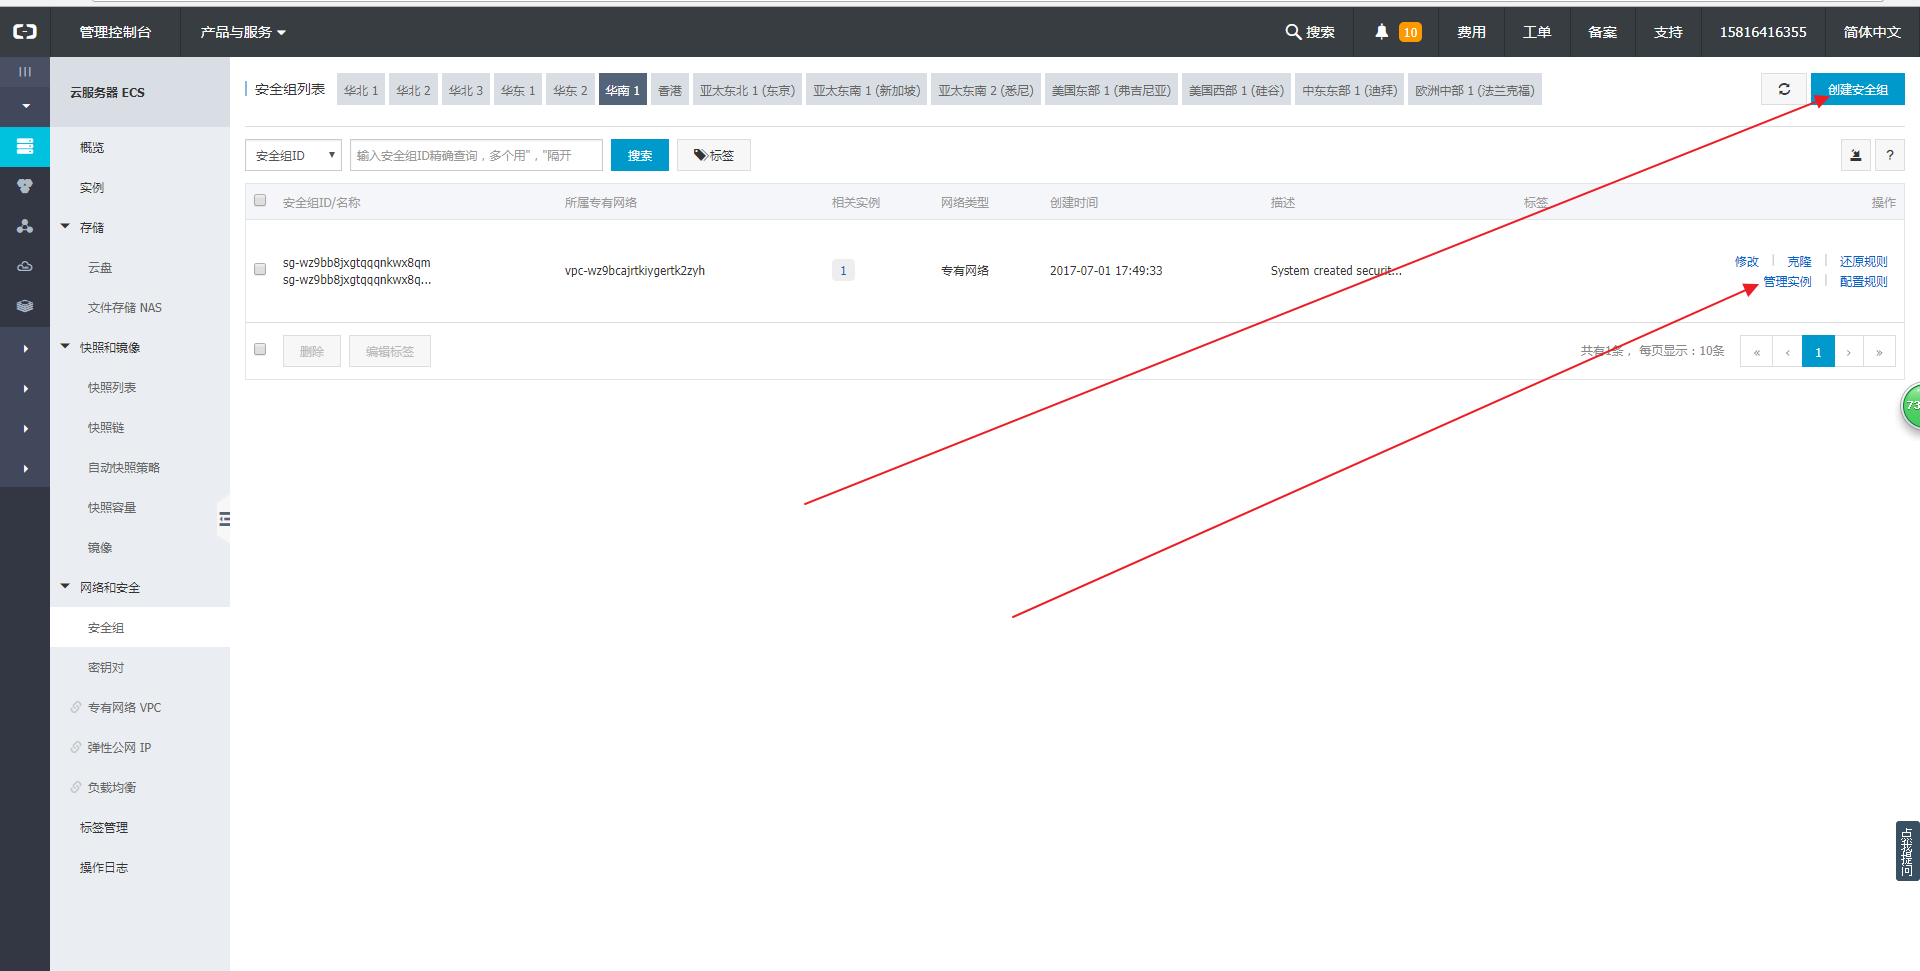 管理控制台
产品与服务
搜索
10
费用
工单
备案
支持
15816416355
简体中文
云服务器 ECS
概览
实例
存储
云盘
文件存储 NAS
快照和镜像
快照列表
快照链
自动快照策略
快照容量
镜像
网络和安全
安全组
密钥对
专有网络 VPC
弹性公网 IP
负载均衡
标签管理
操作日志
安全组列表
华北 1
华北 2
华北 3
华东 1
华东 2
华南 1
香港
亚太东北 1 (东京)
亚太东南 1 (新加坡)
亚太东南 2 (悉尼)
美国东部 1 (弗吉尼亚)
美国西部 1 (硅谷)
中东东部 1 (迪拜)
欧洲中部 1 (法兰克福)
创建安全组
安全组ID
输入安全组ID精确查询，多个用","隔开
搜索
标签
?
安全组ID/名称
所属专有网络
相关实例
网络类型
创建时间
描述
标签
操作
sg-wz9bb8jxgtqqqnkwx8qm
sg-wz9bb8jxgtqqqnkwx8q...
vpc-wz9bcajrtkiygertk2zyh
1
专有网络
2017-07-01 17:49:33
System created securit...
修改
克隆
还原规则
管理实例
配置规则
删除
编辑标签
共有1条， 每页显示：10条
«
‹
1
›
»
73
点我提问